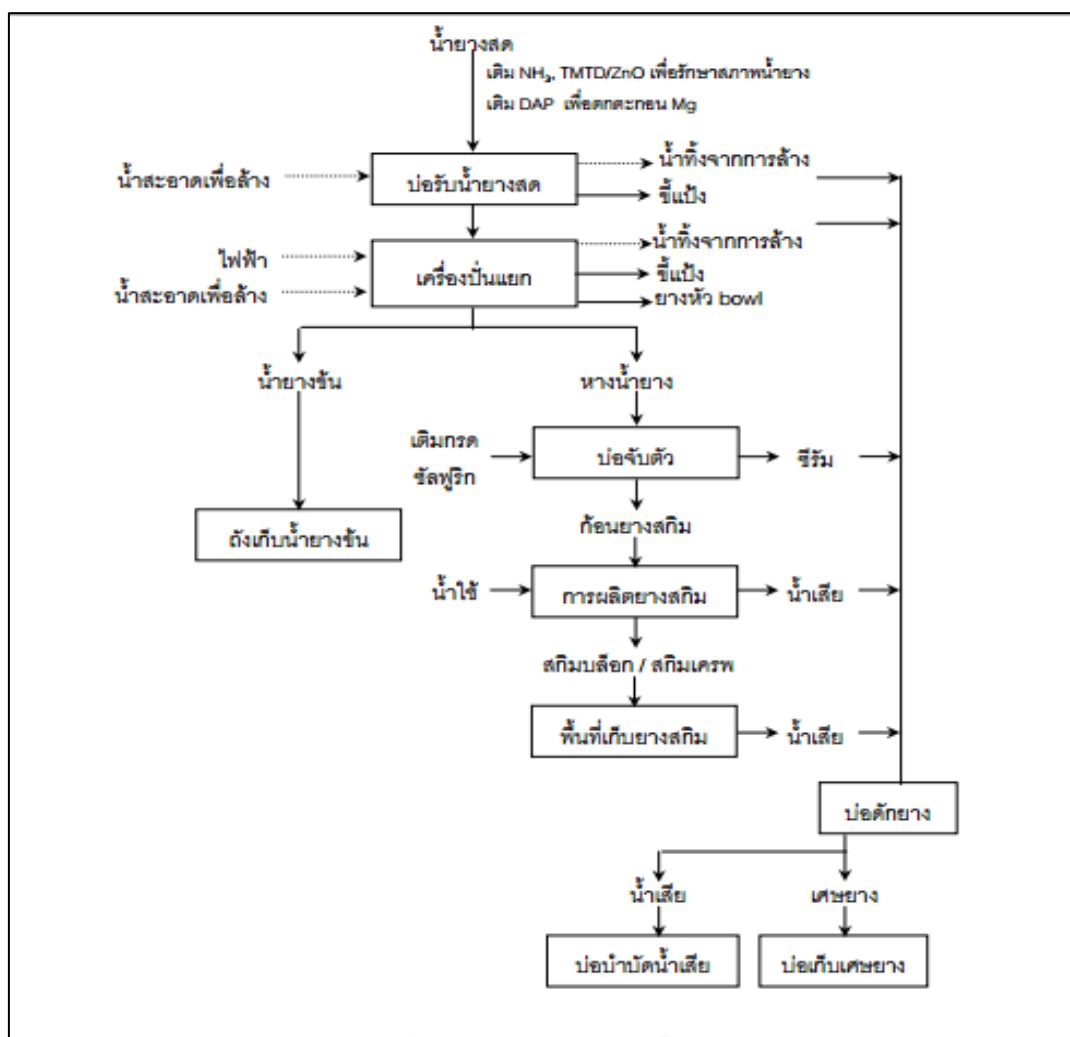 น้ำยางสด
เติม NH₃, TMTD/ZnO เพื่อรักษาสภาพน้ำยาง
เติม DAP เพื่อตกตะกอน Mg
น้ำสะอาดเพื่อล้าง
บ่อรับน้ำยางสด
น้ำทิ้งจากการล้าง
ขี้แป้ง
ไฟฟ้า
น้ำสะอาดเพื่อล้าง
เครื่องปั่นแยก
น้ำทิ้งจากการล้าง
ขี้แป้ง
ยางหัว bowl
น้ำยางข้น
หางน้ำยาง
เติมกรด
ซัลฟูริก
บ่อจับตัว
ซีรัม
ถังเก็บน้ำยางข้น
ก้อนยางสกิม
น้ำใช้
การผลิตยางสกิม
น้ำเสีย
สกิมบล็อก / สกิมเครพ
พื้นที่เก็บยางสกิม
น้ำเสีย
บ่อดักยาง
น้ำเสีย
เศษยาง
บ่อบำบัดน้ำเสีย
บ่อเก็บเศษยาง